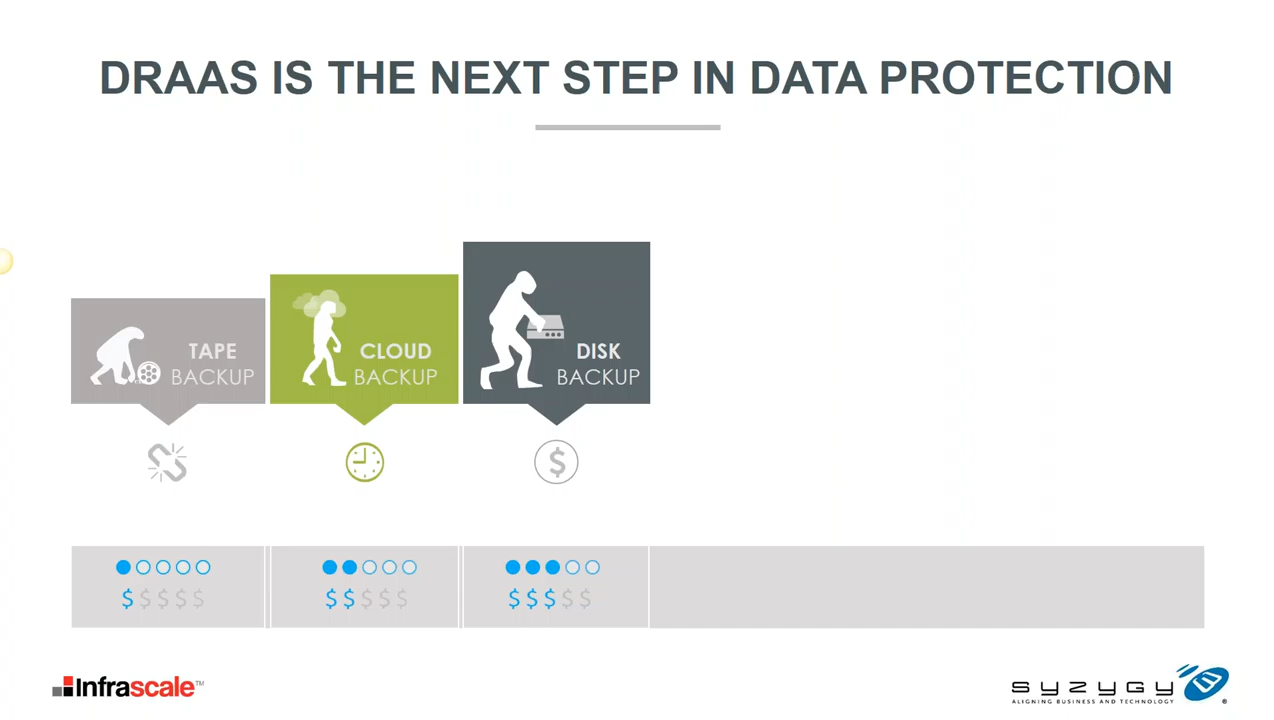 DRAAS IS THE NEXT STEP IN DATA PROTECTION
TAPE
BACKUP
CLOUD
BACKUP
DISK
BACKUP
$
$$$$$
$$$$$
$$$$$
Infrascale™
SYZYGY
ALIGNING BUSINESS AND TECHNOLOGY ®